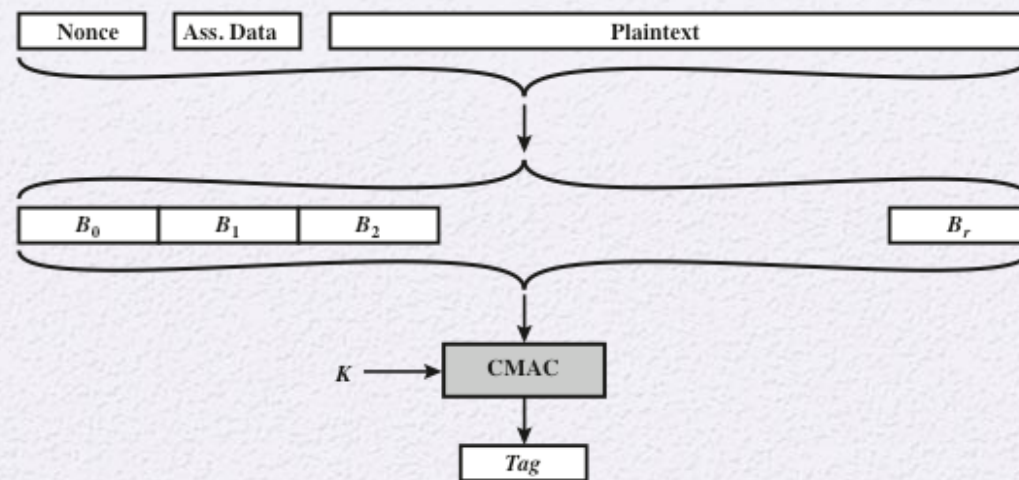 Nonce Ass. Data Plaintext
B₀ B₁ B₂ Bᵣ
K CMAC
Tag